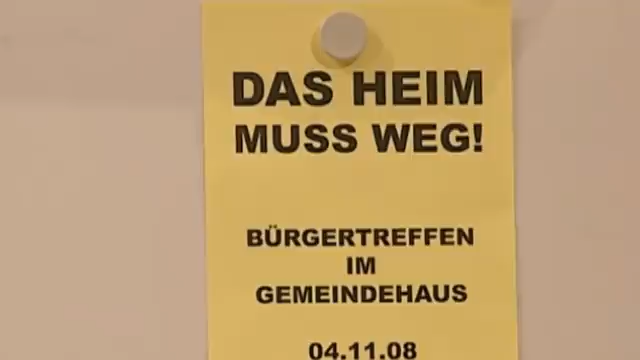 DAS HEIM
MUSS WEG!
BÜRGERTREFFEN
IM
GEMEINDEHAUS
04.11.08